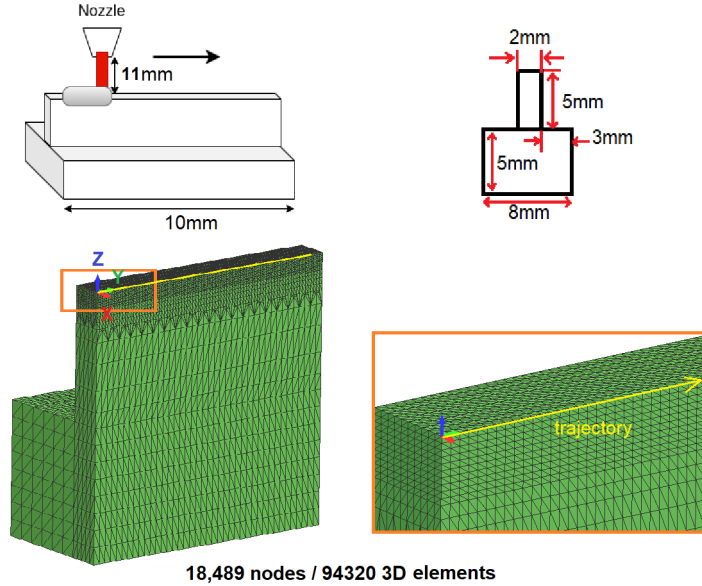 Nozzle
2mm
11mm
5mm
3mm
5mm
10mm
8mm
Z
Y
X
trajectory
18,489 nodes / 94320 3D elements